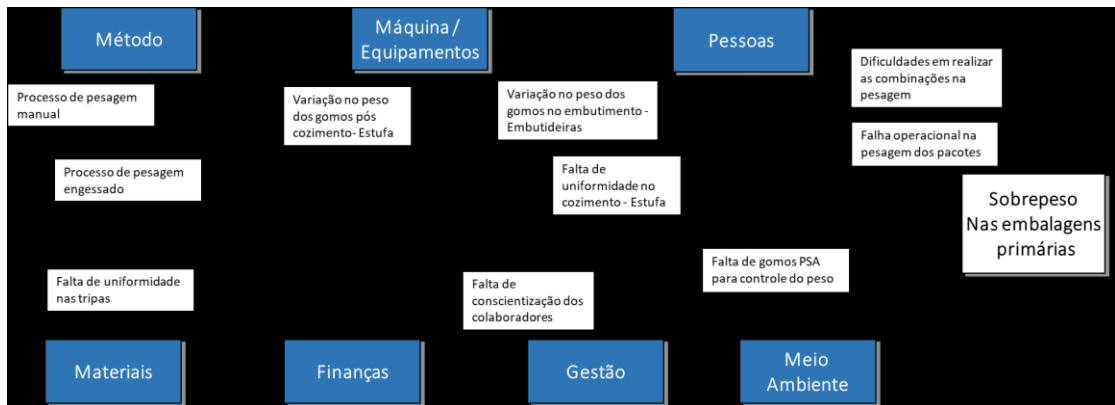 Método
Máquina /
Equipamentos
Pessoas
Dificuldades em realizar
as combinações na
pesagem
Processo de pesagem
manual
Variação no peso
dos gomos pós
cozimento- Estufa
Variação no peso dos
gomos no embutimento -
Embutideiras
Falha operacional na
pesagem dos pacotes
Processo de pesagem
engessado
Falta de
uniformidade no
cozimento - Estufa
Sobrepeso
Nas embalagens
primárias
Falta de uniformidade
nas tripas
Falta de
conscientização dos
colaboradores
Falta de gomos PSA
para controle do peso
Materiais
Finanças
Gestão
Meio
Ambiente